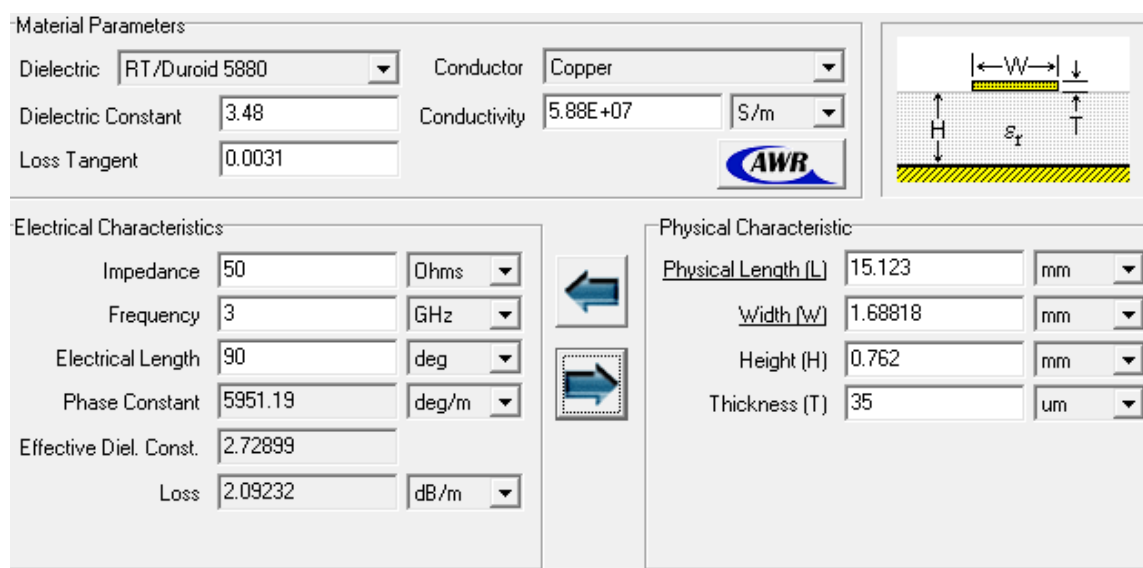 Material Parameters
Dielectric RT/Duroid 5880 Conductor Copper
Dielectric Constant 3.48 Conductivity 5.88E+07 S/m
Loss Tangent 0.0031 AWR
W
H εr T
Electrical Characteristics
Impedance 50 Ohms
Frequency 3 GHz
Electrical Length 90 deg
Phase Constant 5951.19 deg/m
Effective Diel. Const. 2.72899
Loss 2.09232 dB/m
Physical Characteristic
Physical Length (L) 15.123 mm
Width (W) 1.68818 mm
Height (H) 0.762 mm
Thickness (T) 35 um